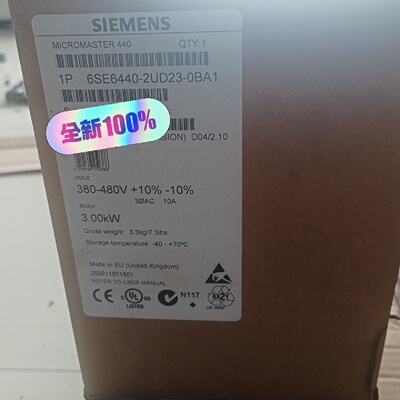 SIEMENS
MICROMASTER 440 QTY:1
1P 6SE6440-2UD23-0BA1
全新100%
D04/2.10
Input
380-480V +10% -10%
3ØAC 10A
Motor
3.00kW
Gross weight: 3.3kg/7.3lbs
Storage temperature: -40 - +70°C
Made in EU (United Kingdom)
REFER TO USER MANUAL
CE UL N117
LISTED